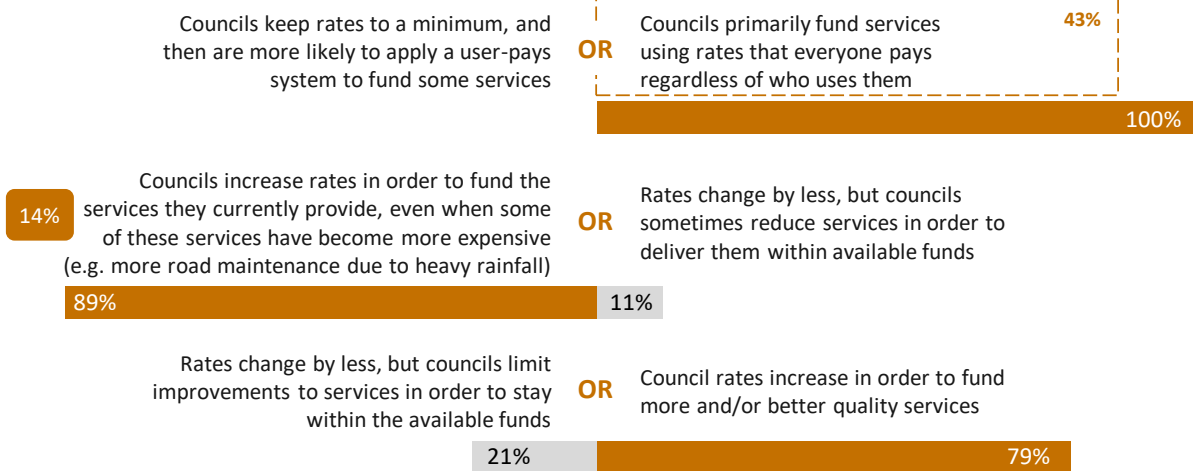 Councils keep rates to a minimum, and
then are more likely to apply a user-pays
system to fund some services
OR
Councils primarily fund services
using rates that everyone pays
regardless of who uses them
43%
100%
14%
Councils increase rates in order to fund the
services they currently provide, even when some
of these services have become more expensive
(e.g. more road maintenance due to heavy rainfall)
OR
Rates change by less, but councils
sometimes reduce services in order to
deliver them within available funds
89%
11%
Rates change by less, but councils limit
improvements to services in order to stay
within the available funds
OR
Council rates increase in order to fund
more and/or better quality services
21%
79%